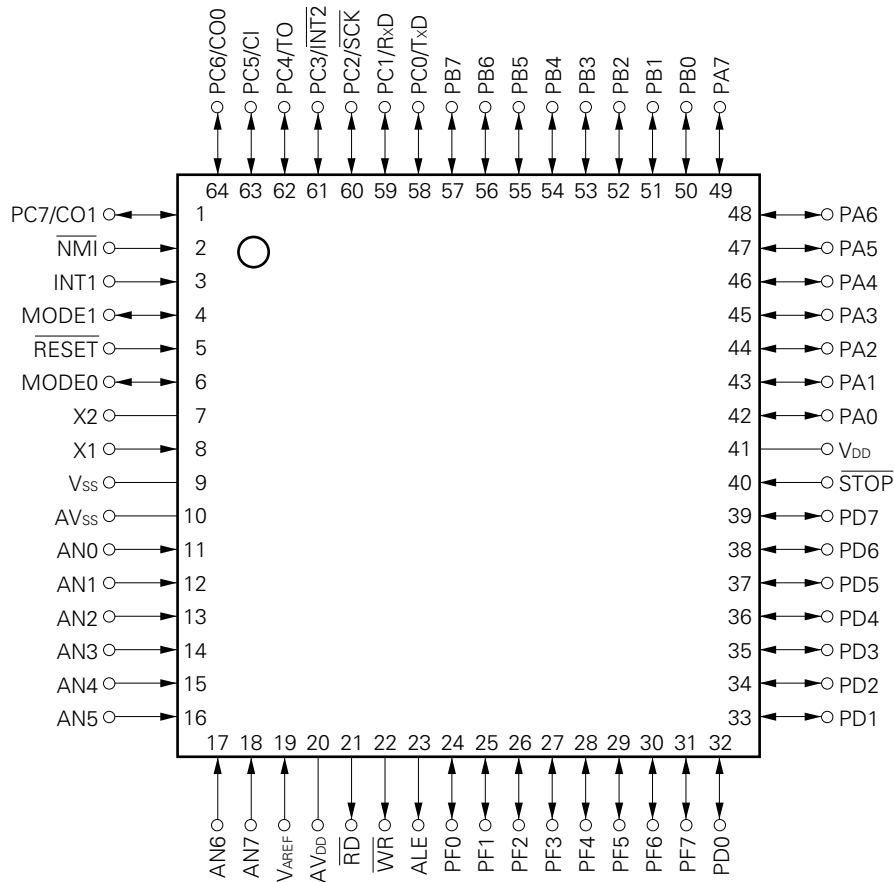 PC6/CO0
PC5/CI
PC4/TO
PC3/INT2
PC2/SCK
PC1/RxD
PC0/TxD
PB7
PB6
PB5
PB4
PB3
PB2
PB1
PB0
PA7
64 63 62 61 60 59 58 57 56 55 54 53 52 51 50 49
PC7/CO1 1 48 PA6
NMI 2 47 PA5
INT1 3 46 PA4
MODE1 4 45 PA3
RESET 5 44 PA2
MODE0 6 43 PA1
X2 7 42 PA0
X1 8 41 VDD
VSS 9 40 STOP
AVSS 10 39 PD7
AN0 11 38 PD6
AN1 12 37 PD5
AN2 13 36 PD4
AN3 14 35 PD3
AN4 15 34 PD2
AN5 16 33 PD1
17 18 19 20 21 22 23 24 25 26 27 28 29 30 31 32
AN6
AN7
VAREF
AVDD
RD
WR
ALE
PF0
PF1
PF2
PF3
PF4
PF5
PF6
PF7
PD0